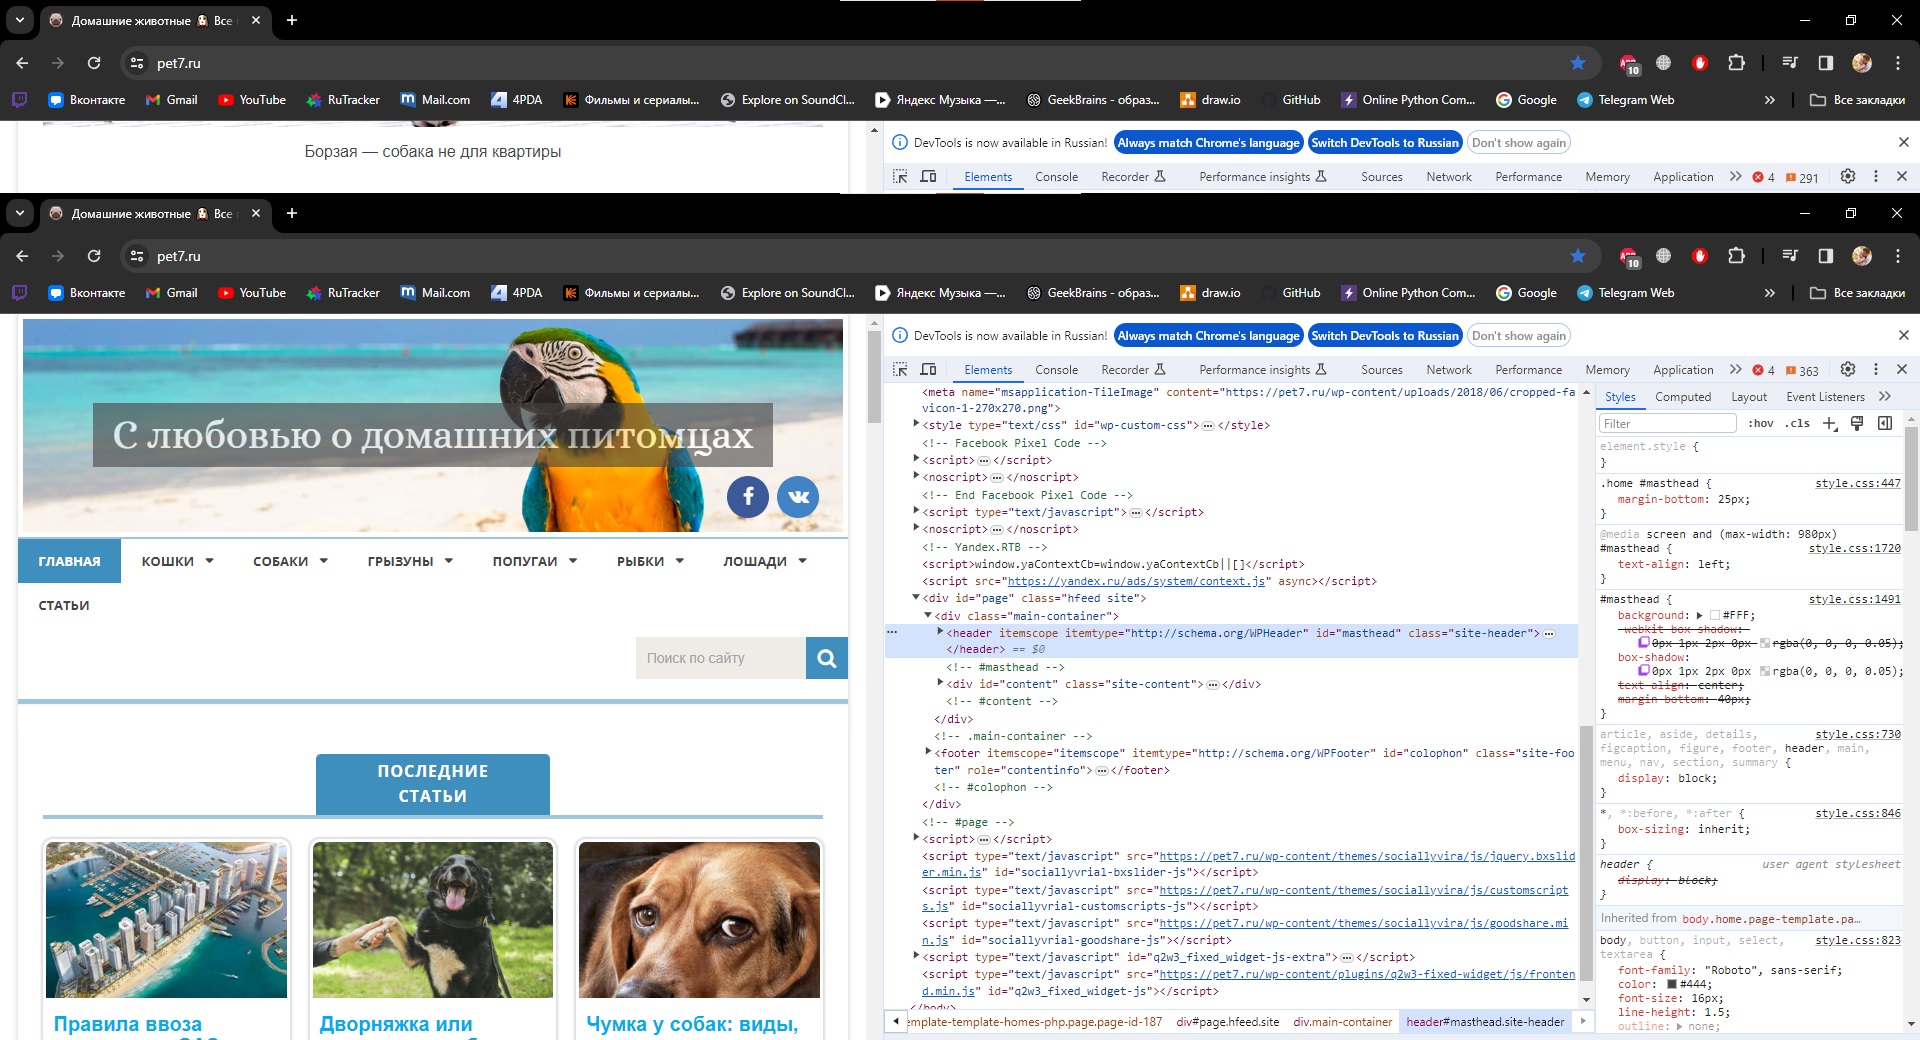 Домашние животные Все
pet7.ru
10
Вконтакте Gmail YouTube RuTracker Mail.com 4PDA Фильмы и сериалы... Explore on SoundCl... Яндекс Музыка —... GeekBrains - образ... draw.io GitHub Online Python Com... Google Telegram Web » Все закладки
Борзая — собака не для квартиры
DevTools is now available in Russian! Always match Chrome's language Switch DevTools to Russian Don't show again
Elements Console Recorder Performance insights Sources Network Performance Memory Application » 4 291
Домашние животные Все
pet7.ru
10
Вконтакте Gmail YouTube RuTracker Mail.com 4PDA Фильмы и сериалы... Explore on SoundCl... Яндекс Музыка —... GeekBrains - образ... draw.io GitHub Online Python Com... Google Telegram Web » Все закладки
С любовью о домашних питомцах
ГЛАВНАЯ КОШКИ СОБАКИ ГРЫЗУНЫ ПОПУГАИ РЫБКИ ЛОШАДИ
СТАТЬИ
Поиск по сайту
ПОСЛЕДНИЕ
СТАТЬИ
Правила ввоза
Дворняжка или
Чумка у собак: виды,
DevTools is now available in Russian! Always match Chrome's language Switch DevTools to Russian Don't show again
Elements Console Recorder Performance insights Sources Network Performance Memory Application » 4 363
<meta name="msapplication-TileImage" content="https://pet7.ru/wp-content/uploads/2018/06/cropped-fa
vicon-1-270x270.png">
<style type="text/css" id="wp-custom-css">…</style>
<!-- Facebook Pixel Code -->
<script>…</script>
<noscript>…</noscript>
<!-- End Facebook Pixel Code -->
<script type="text/javascript">…</script>
<noscript>…</noscript>
<!-- Yandex.RTB -->
<script>window.yaContextCb=window.yaContextCb||[]</script>
<script src="https://yandex.ru/ads/system/context.js" async></script>
<div id="page" class="hfeed site">
<div class="main-container">
<header itemscope itemtype="http://schema.org/WPHeader" id="masthead" class="site-header">…
</header> == $0
<!-- #masthead -->
<div id="content" class="site-content">…</div>
<!-- #content -->
</div>
<!-- .main-container -->
<footer itemscope="itemscope" itemtype="http://schema.org/WPFooter" id="colophon" class="site-foo
ter" role="contentinfo">…</footer>
<!-- #colophon -->
</div>
<!-- #page -->
<script>…</script>
<script type="text/javascript" src="https://pet7.ru/wp-content/themes/sociallyvira/js/jquery.bxslid
er.min.js" id="sociallyvrial-bxslider-js"></script>
<script type="text/javascript" src="https://pet7.ru/wp-content/themes/sociallyvira/js/customscript
s.js" id="sociallyvrial-customscripts-js"></script>
<script type="text/javascript" src="https://pet7.ru/wp-content/themes/sociallyvira/js/goodshare.mi
n.js" id="sociallyvrial-goodshare-js"></script>
<script type="text/javascript" id="q2w3_fixed_widget-js-extra">…</script>
<script type="text/javascript" src="https://pet7.ru/wp-content/plugins/q2w3-fixed-widget/js/fronten
d.min.js" id="q2w3_fixed_widget-js"></script>
</body>
emplate-template-homes-php.page.page-id-187 div#page.hfeed.site div.main-container header#masthead.site-header
Styles Computed Layout Event Listeners »
Filter :hov .cls +
element.style {
}
.home #masthead { style.css:447
margin-bottom: 25px;
}
@media screen and (max-width: 980px)
#masthead { style.css:1720
text-align: left;
}
#masthead { style.css:1491
background: #FFF;
-webkit-box-shadow:
0px 1px 2px 0px rgba(0, 0, 0, 0.05);
box-shadow:
0px 1px 2px 0px rgba(0, 0, 0, 0.05);
text-align: center;
margin-bottom: 40px;
}
article, aside, details, style.css:730
figcaption, figure, footer, header, main,
menu, nav, section, summary {
display: block;
}
*, *:before, *:after { style.css:846
box-sizing: inherit;
}
header { user agent stylesheet
display: block;
}
Inherited from body.home.page-template.pa…
body, button, input, select, style.css:823
textarea {
font-family: "Roboto", sans-serif;
color: #444;
font-size: 16px;
line-height: 1.5;
outline: none;